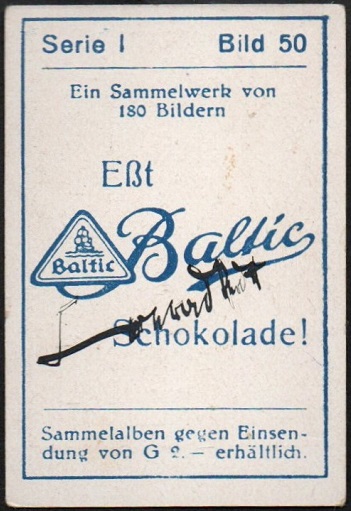 Serie I Bild 50
Ein Sammelwerk von
180 Bildern
Eßt
Baltic
Baltic
Schokolade!
Sammelalben gegen Einsen-
dung von G 2.— erhältlich.